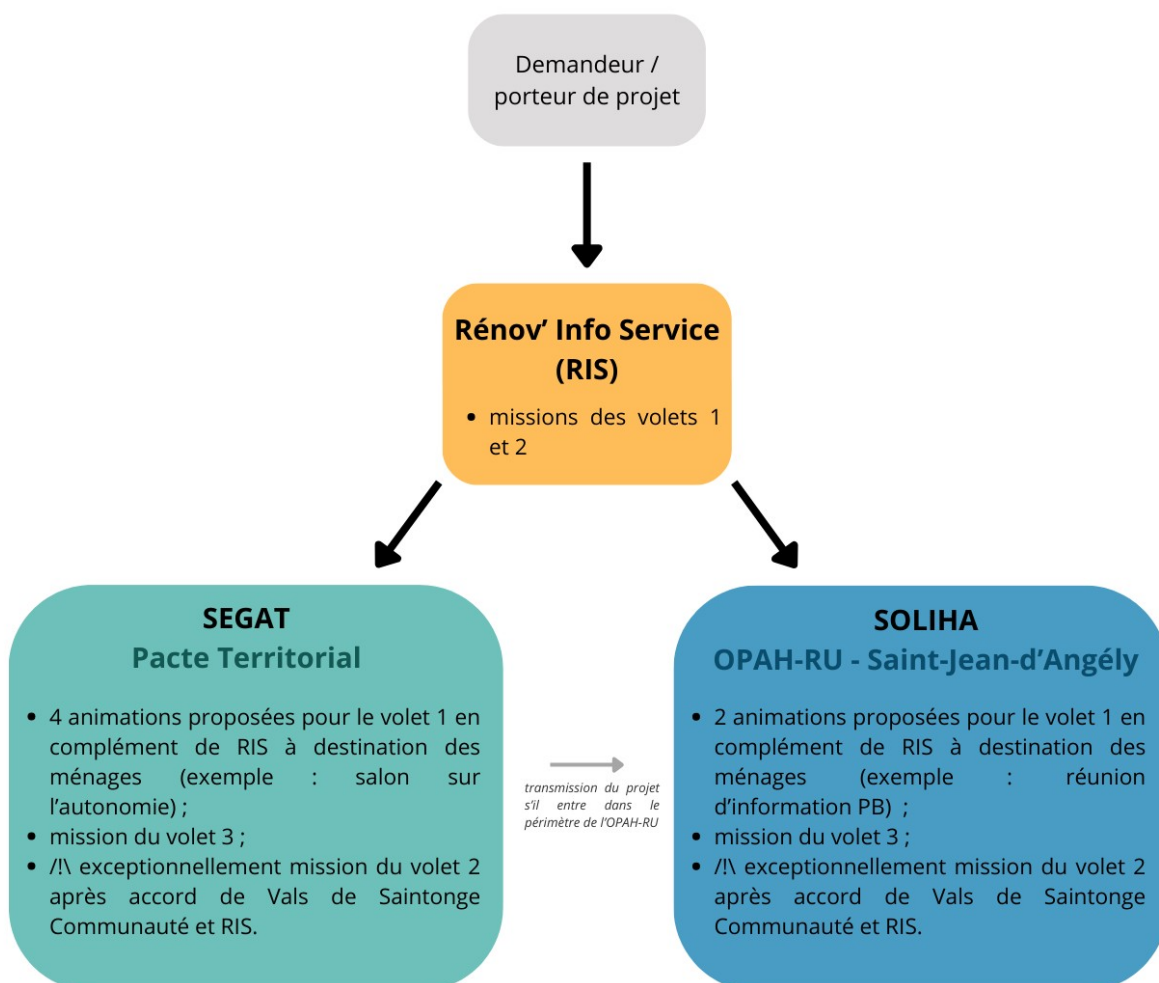 Demandeur /
porteur de projet
Rénov’ Info Service
(RIS)
• missions des volets 1
et 2
SEGAT
Pacte Territorial
• 4 animations proposées pour le volet 1 en
complément de RIS à destination des
ménages (exemple : salon sur
l’autonomie) ;
• mission du volet 3 ;
• /!\ exceptionnellement mission du volet 2
après accord de Vals de Saintonge
Communauté et RIS.
transmission du projet
s’il entre dans le
périmètre de l’OPAH-RU
SOLIHA
OPAH-RU - Saint-Jean-d’Angély
• 2 animations proposées pour le volet 1 en
complément de RIS à destination des
ménages (exemple : réunion
d’information PB) ;
• mission du volet 3 ;
• /!\ exceptionnellement mission du volet 2
après accord de Vals de Saintonge
Communauté et RIS.